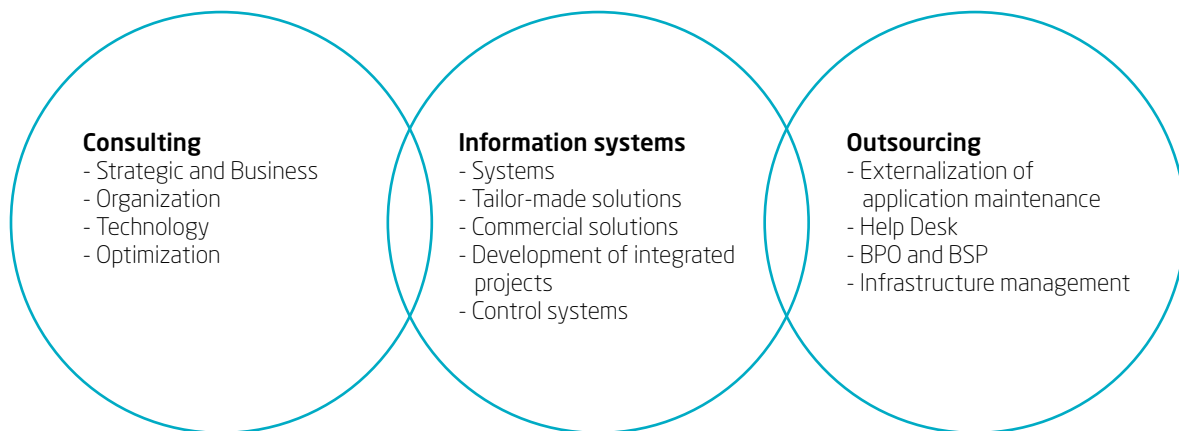 Consulting
- Strategic and Business
- Organization
- Technology
- Optimization
Information systems
- Systems
- Tailor-made solutions
- Commercial solutions
- Development of integrated
projects
- Control systems
Outsourcing
- Externalization of
application maintenance
- Help Desk
- BPO and BSP
- Infrastructure management